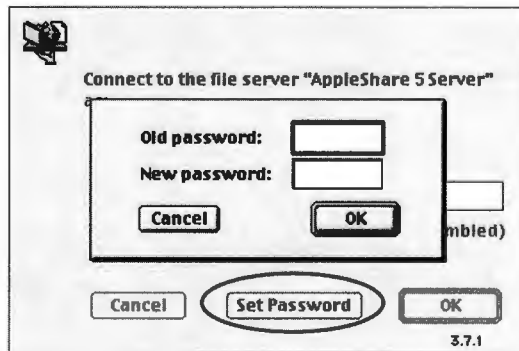 Connect to the file server "AppleShare 5 Server"
Old password:
New password:
Cancel OK
mbled)
Cancel Set Password OK
3.7.1